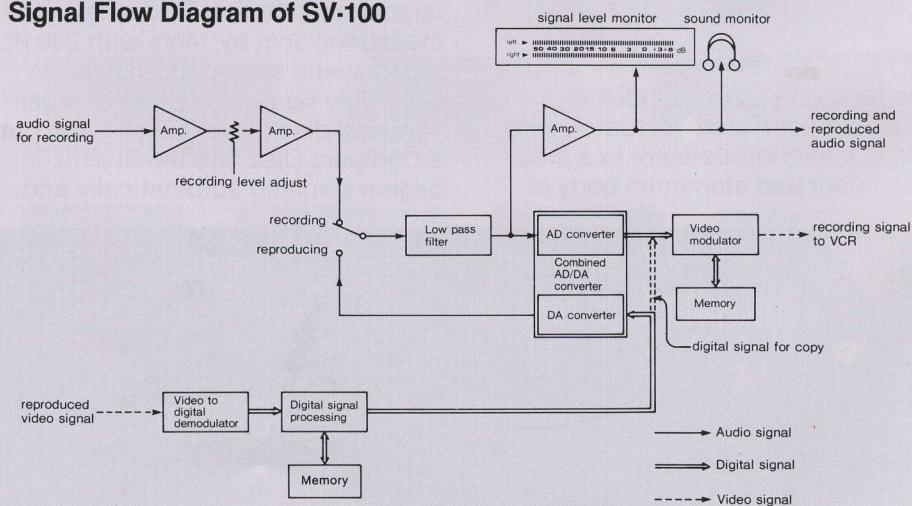 Signal Flow Diagram of SV-100
signal level monitor
sound monitor
left ▶
50 40 30 20 15 10 6 3 0 +3 +6 dB
right ▶
audio signal
for recording
Amp.
Amp.
recording level adjust
Amp.
recording and
reproduced
audio signal
recording
reproducing
Low pass
filter
AD converter
Combined
AD/DA
converter
DA converter
Video
modulator
recording signal
to VCR
Memory
digital signal for copy
reproduced
video signal
Video to
digital
demodulator
Digital signal
processing
Memory
Audio signal
Digital signal
Video signal